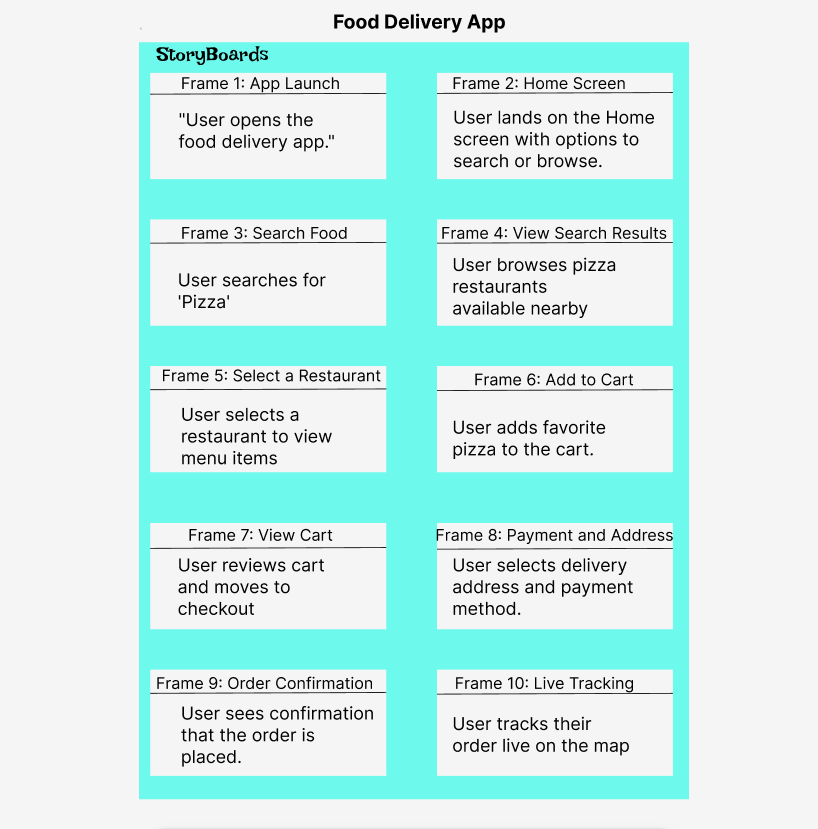 Food Delivery App
StoryBoards
Frame 1: App Launch
"User opens the
food delivery app."
Frame 2: Home Screen
User lands on the Home
screen with options to
search or browse.
Frame 3: Search Food
User searches for
'Pizza'
Frame 4: View Search Results
User browses pizza
restaurants
available nearby
Frame 5: Select a Restaurant
User selects a
restaurant to view
menu items
Frame 6: Add to Cart
User adds favorite
pizza to the cart.
Frame 7: View Cart
User reviews cart
and moves to
checkout
Frame 8: Payment and Address
User selects delivery
address and payment
method.
Frame 9: Order Confirmation
User sees confirmation
that the order is
placed.
Frame 10: Live Tracking
User tracks their
order live on the map